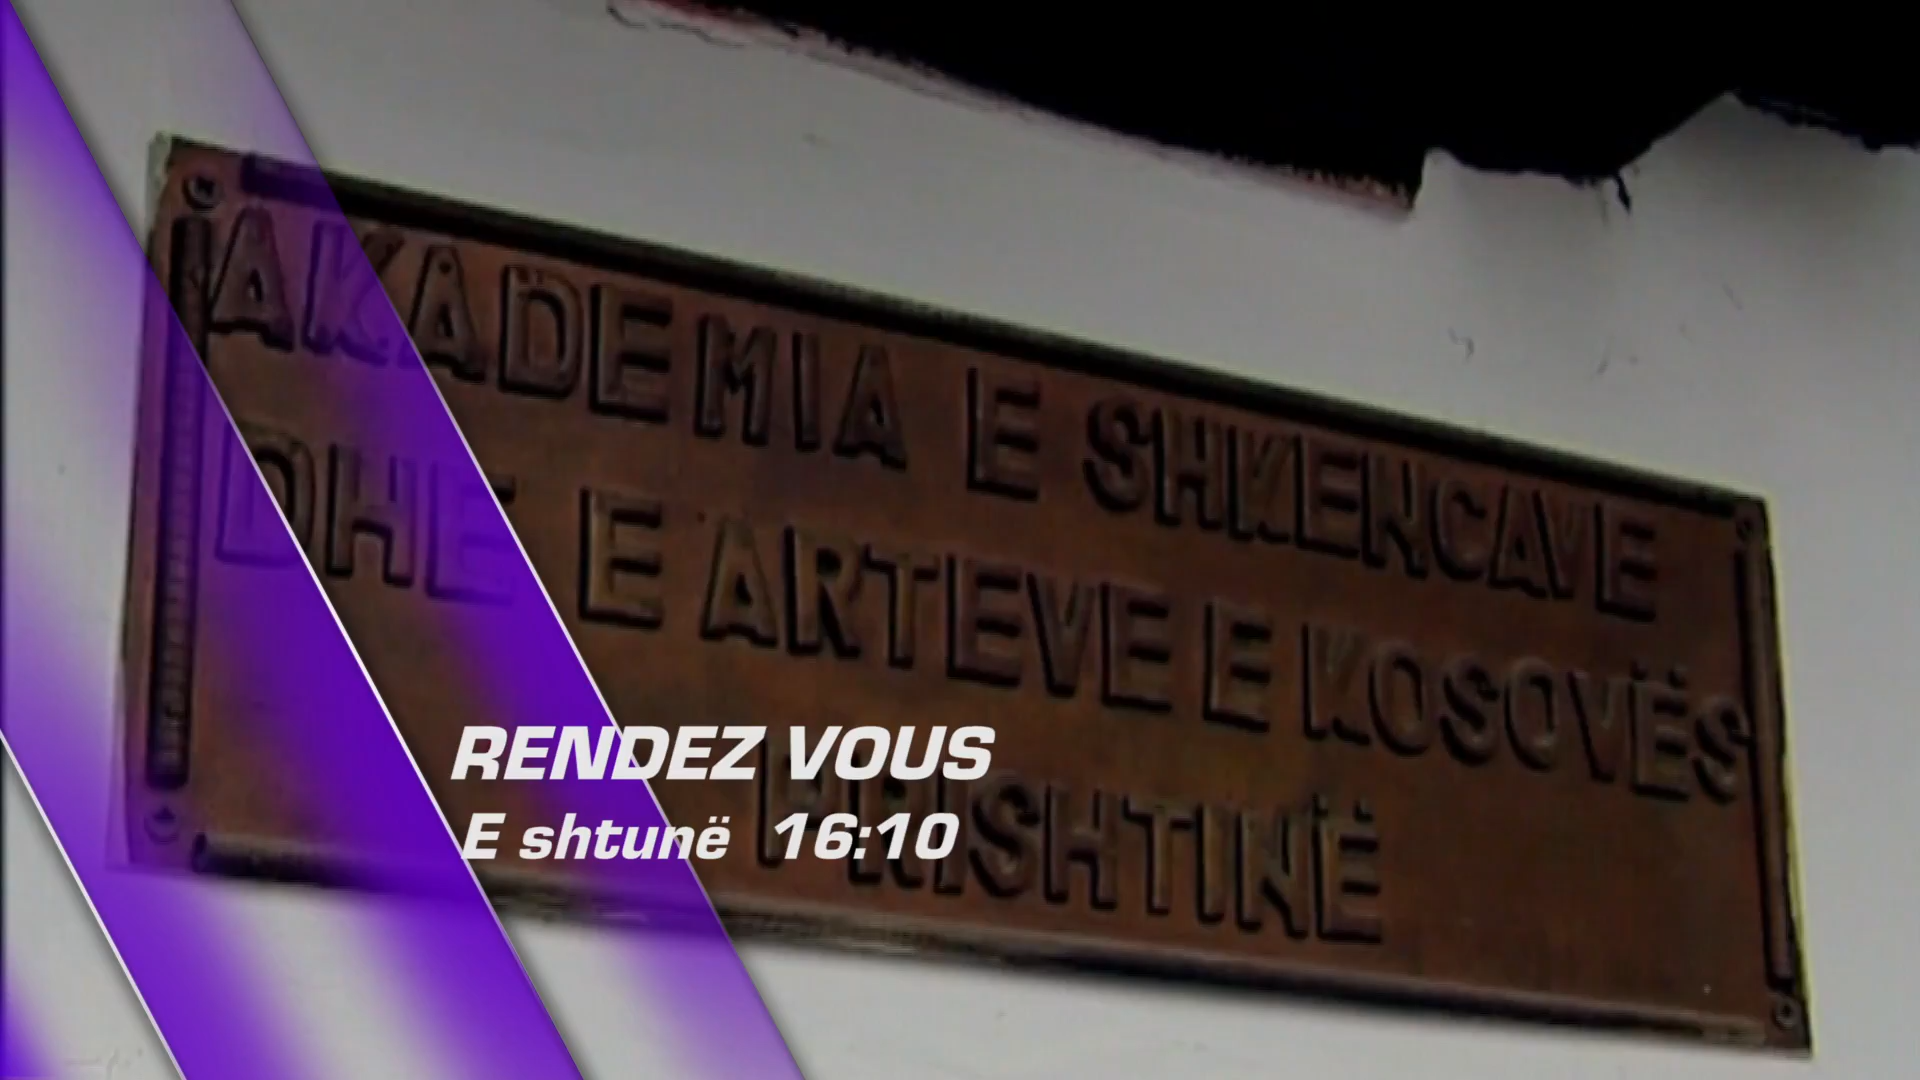 AKADEMIA E SHKENCAVE
DHE E ARTEVE E KOSOVËS
PRISHTINË
RENDEZ VOUS
E shtunë 16:10